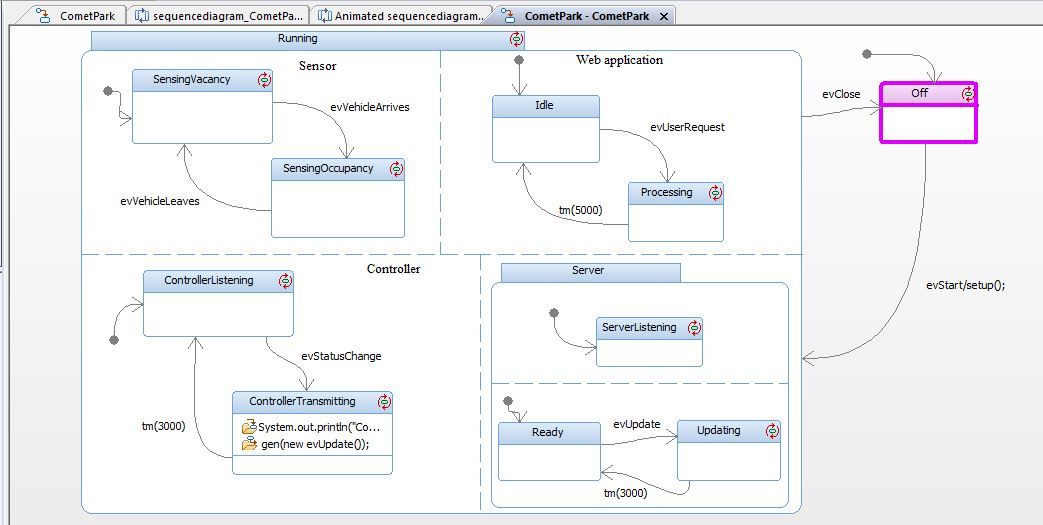 CometPark
sequencediagram_CometPa...
Animated sequencediagram...
CometPark - CometPark
Running
Sensor
Web application
SensingVacancy
evVehicleArrives
SensingOccupancy
evVehicleLeaves
Idle
evUserRequest
Processing
tm(5000)
evClose
Off
evStart/setup();
Controller
ControllerListening
evStatusChange
ControllerTransmitting
System.out.println("Co...
gen(new evUpdate());
tm(3000)
Server
ServerListening
Ready
evUpdate
Updating
tm(3000)